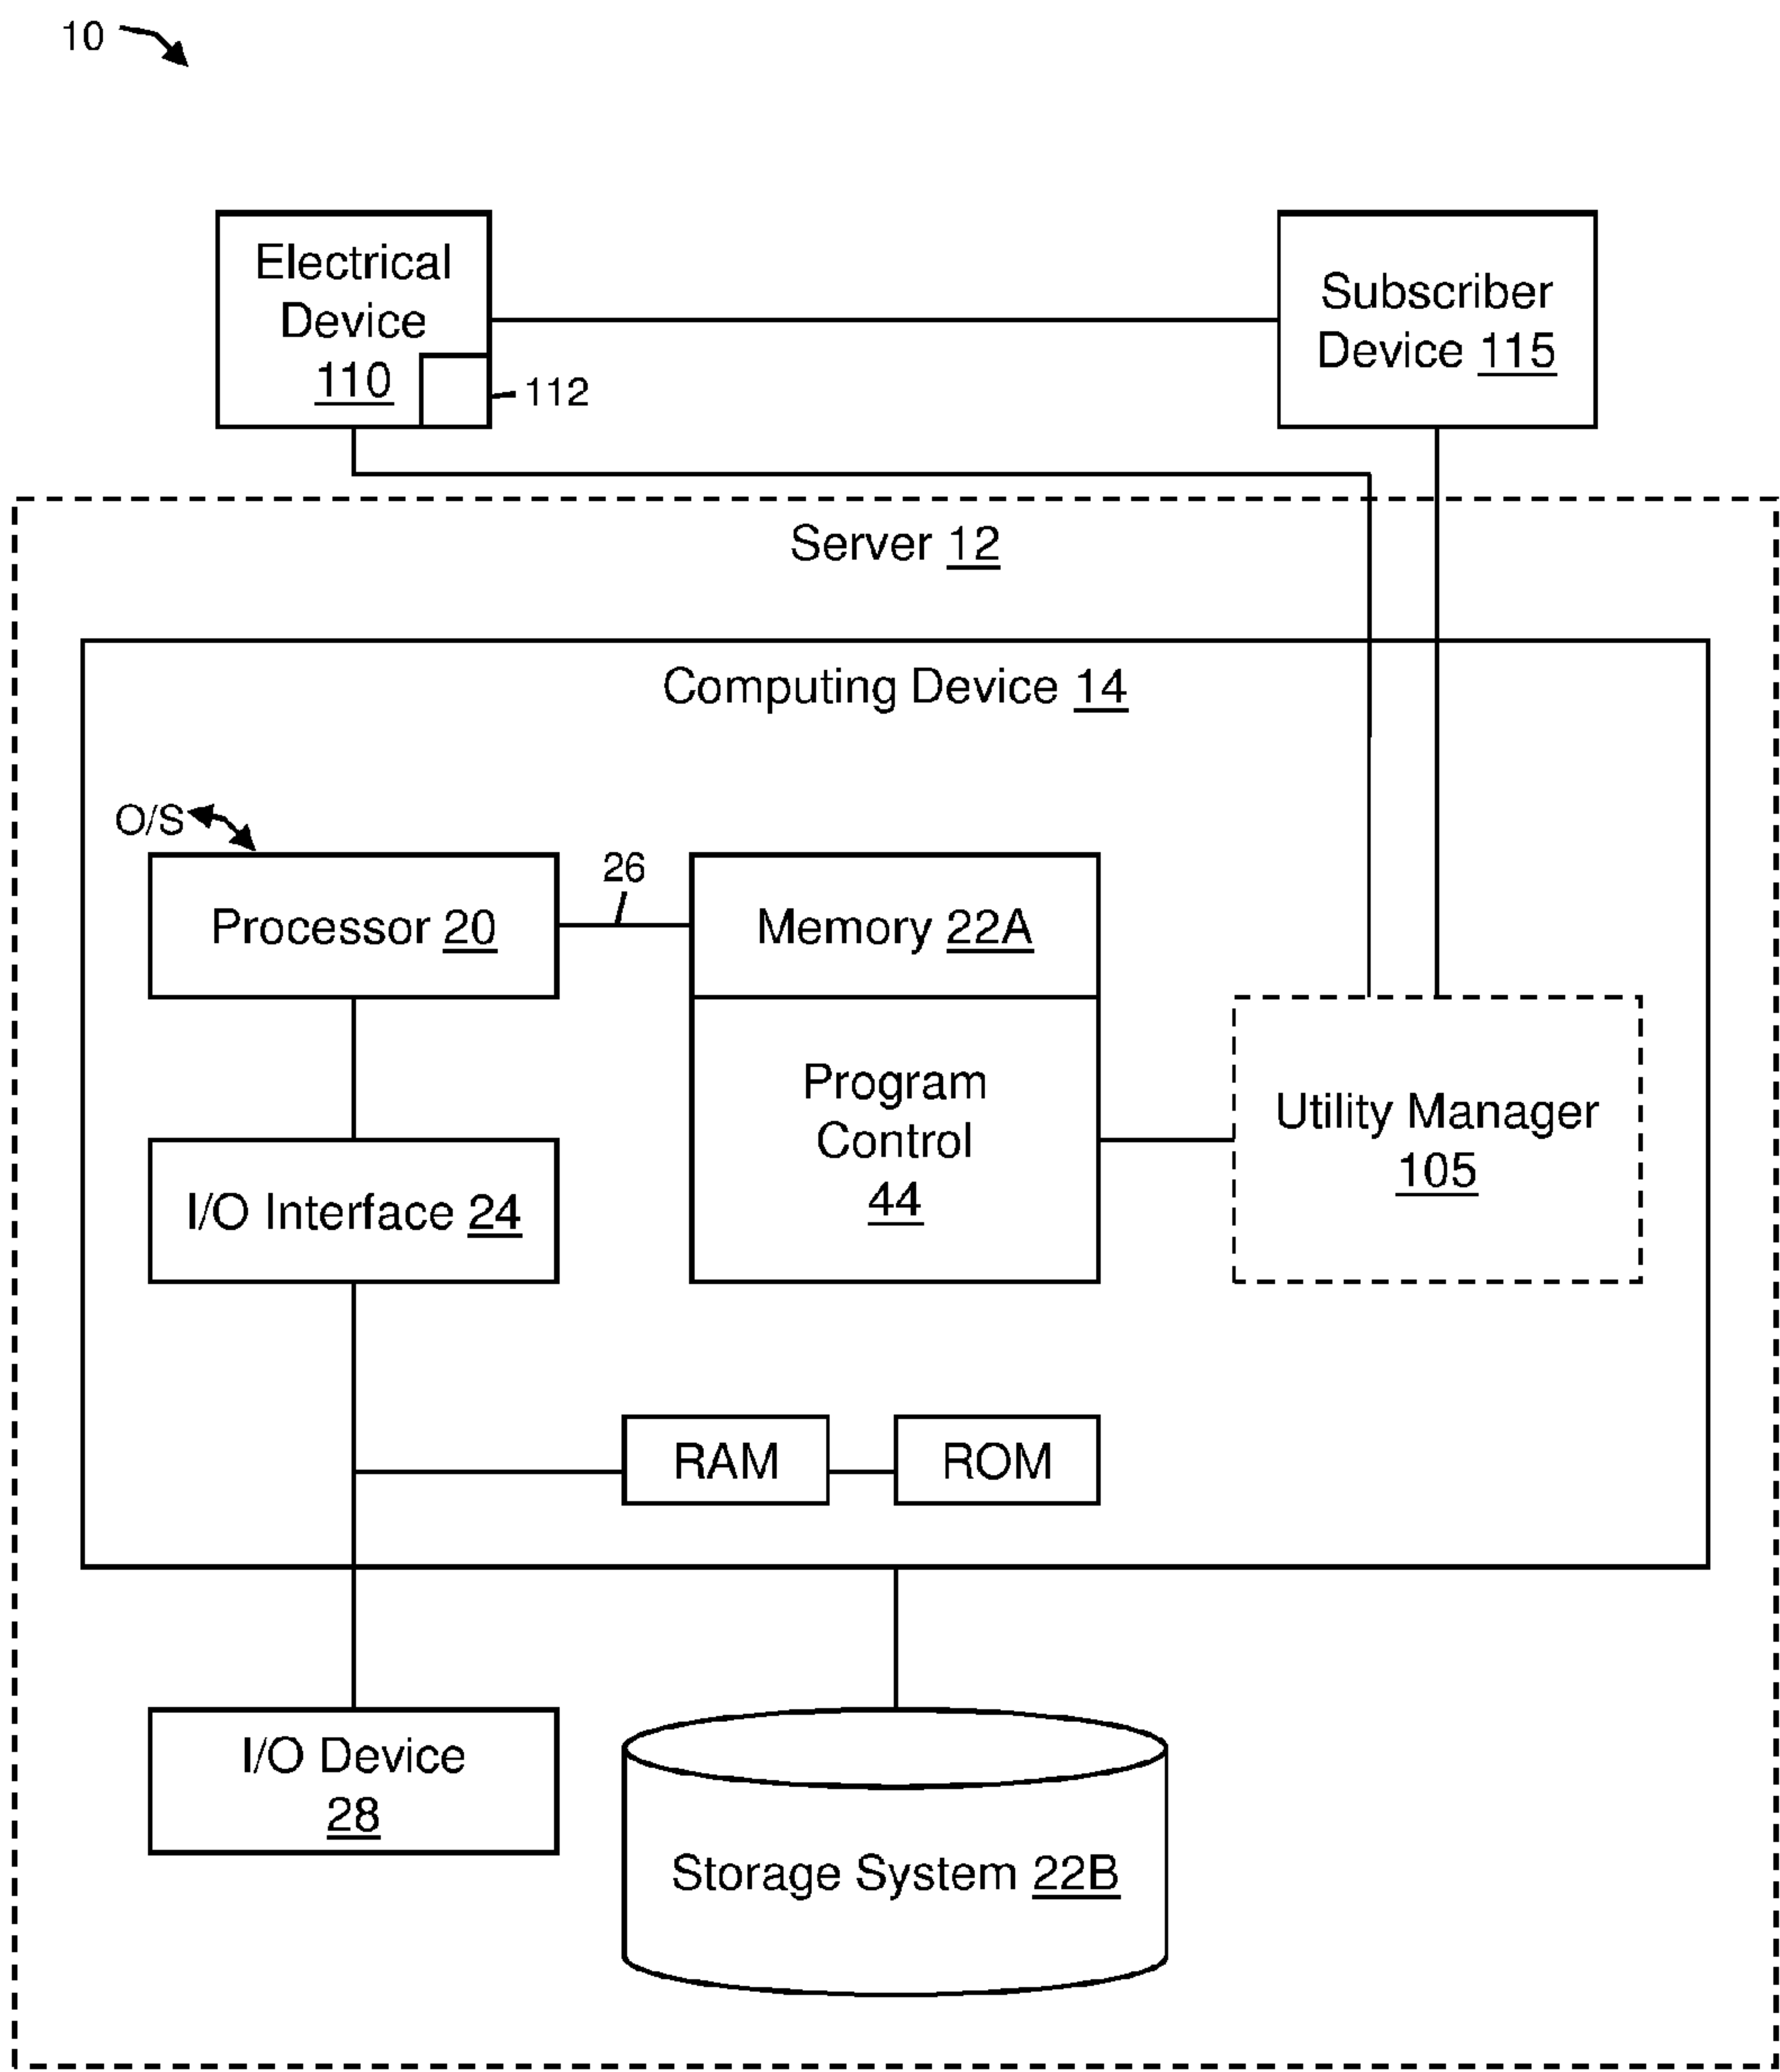 10
Electrical
Device
110
112
Subscriber
Device 115
Server 12
Computing Device 14
O/S
26
Processor 20
Memory 22A
Program
Control
44
Utility Manager
105
I/O Interface 24
RAM
ROM
I/O Device
28
Storage System 22B